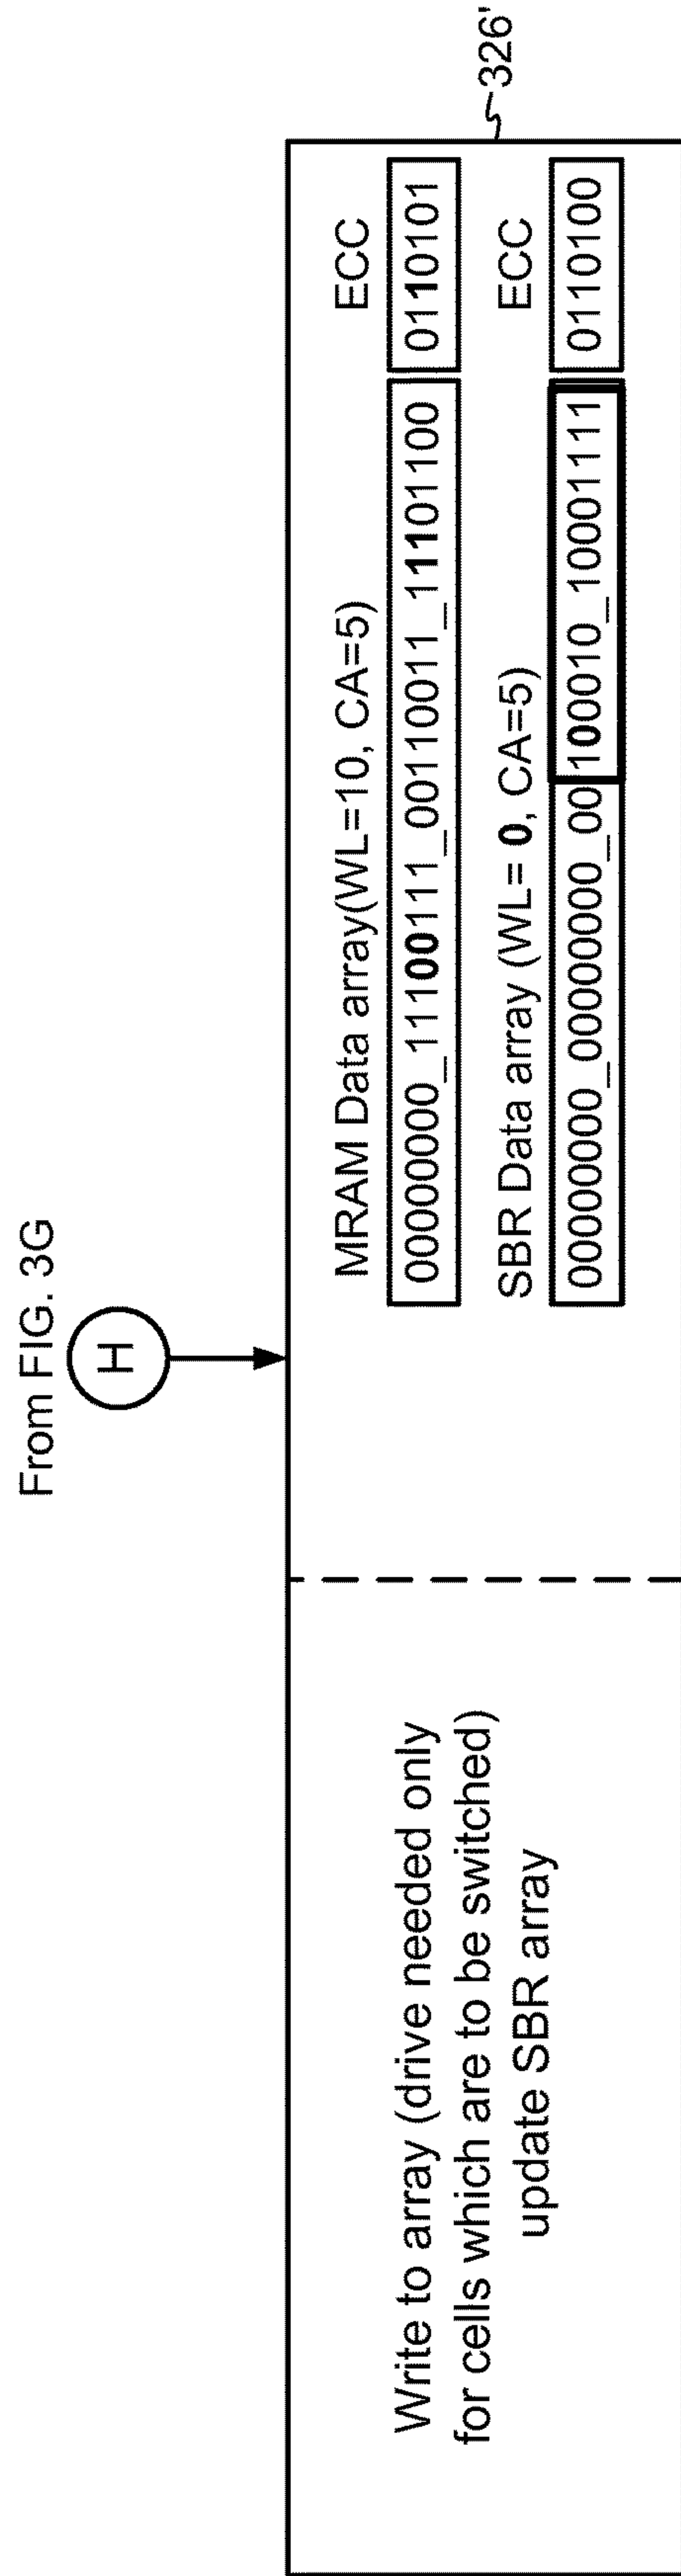 From FIG. 3G
H
326'
Write to array (drive needed only
for cells which are to be switched)
update SBR array
MRAM Data array(WL=10, CA=5)
ECC
00000000_11100111_00110011_11101100
01110101
SBR Data array (WL= 0, CA=5)
ECC
00000000_00000000_00100010_10001111
01110100